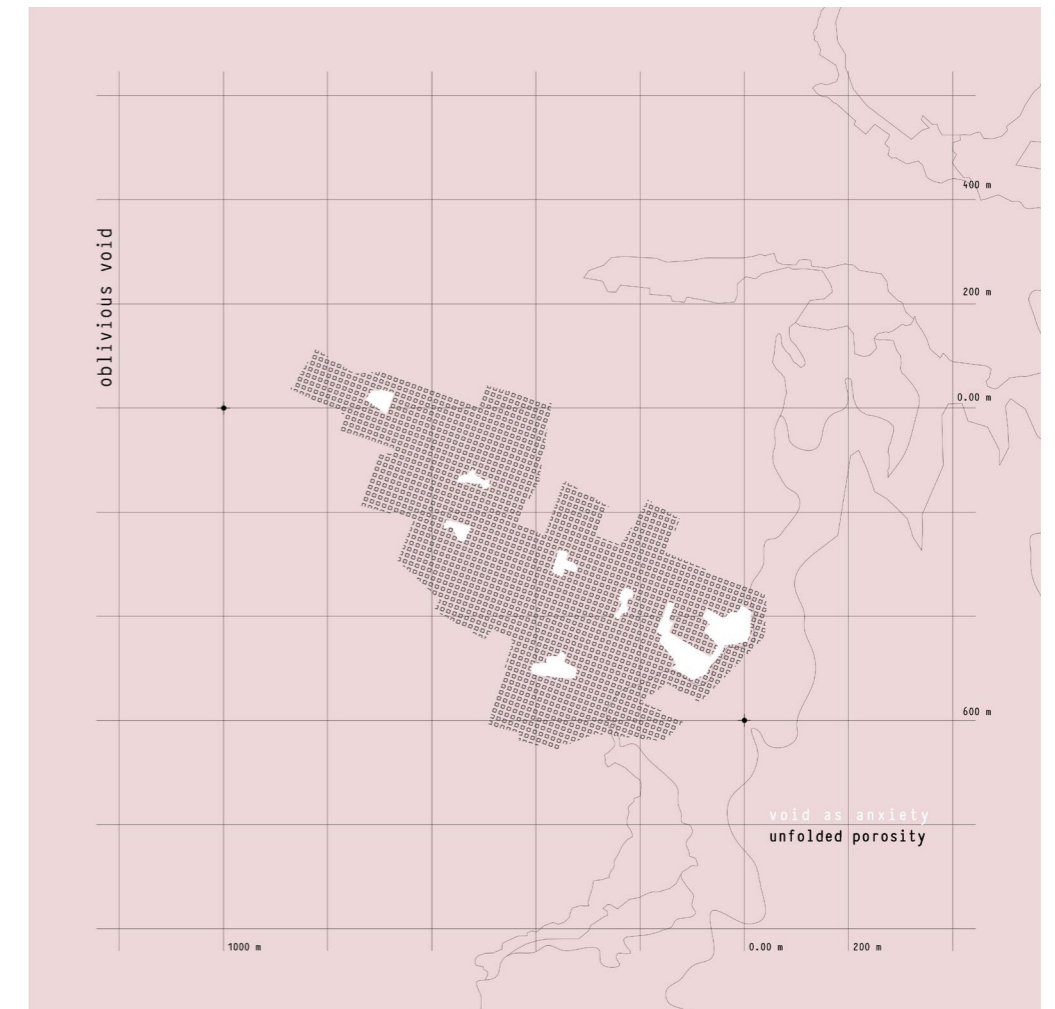 400 m
oblivious void
200 m
0.00 m
600 m
void as anxiety
unfolded porosity
1000 m
0.00 m
200 m